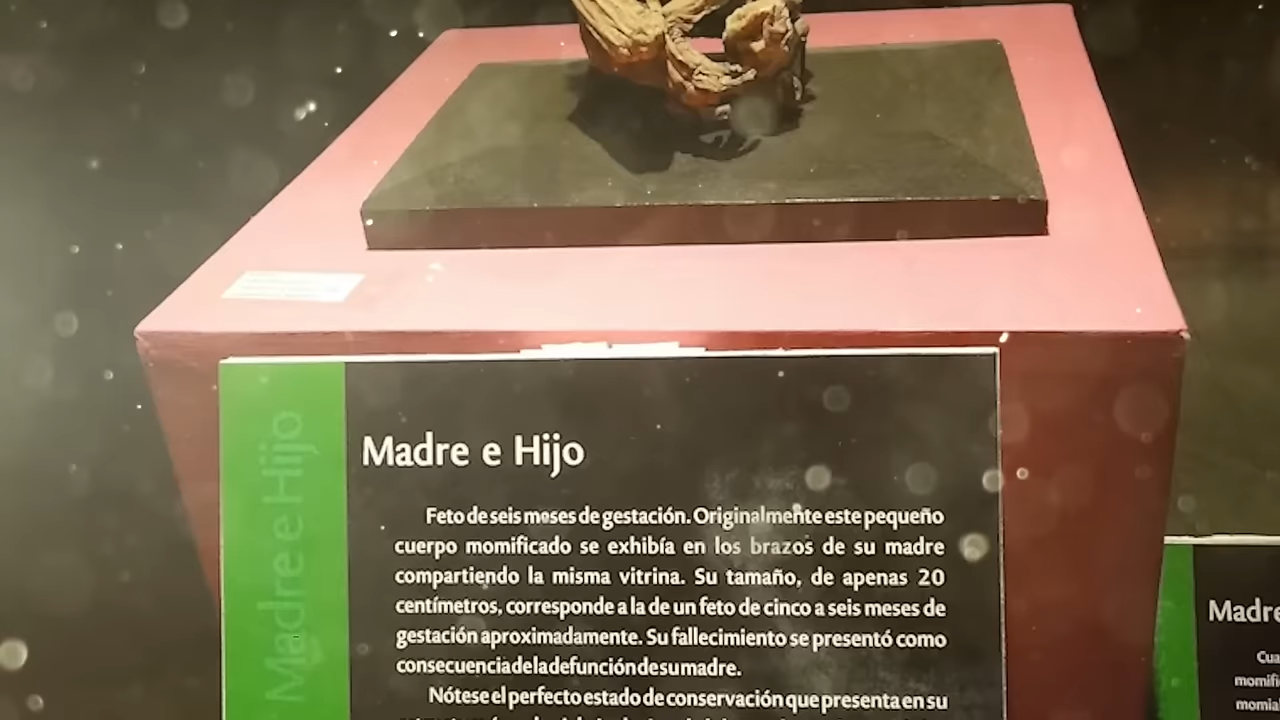 Madre e Hijo
Madre e Hijo
Feto de seis meses de gestación. Originalmente este pequeño
cuerpo momificado se exhibía en los brazos de su madre
compartiendo la misma vitrina. Su tamaño, de apenas 20
centímetros, corresponde a la de un feto de cinco a seis meses de
gestación aproximadamente. Su fallecimiento se presentó como
consecuencia de la defunción de su madre.
Nótese el perfecto estado de conservación que presenta en su
Madre